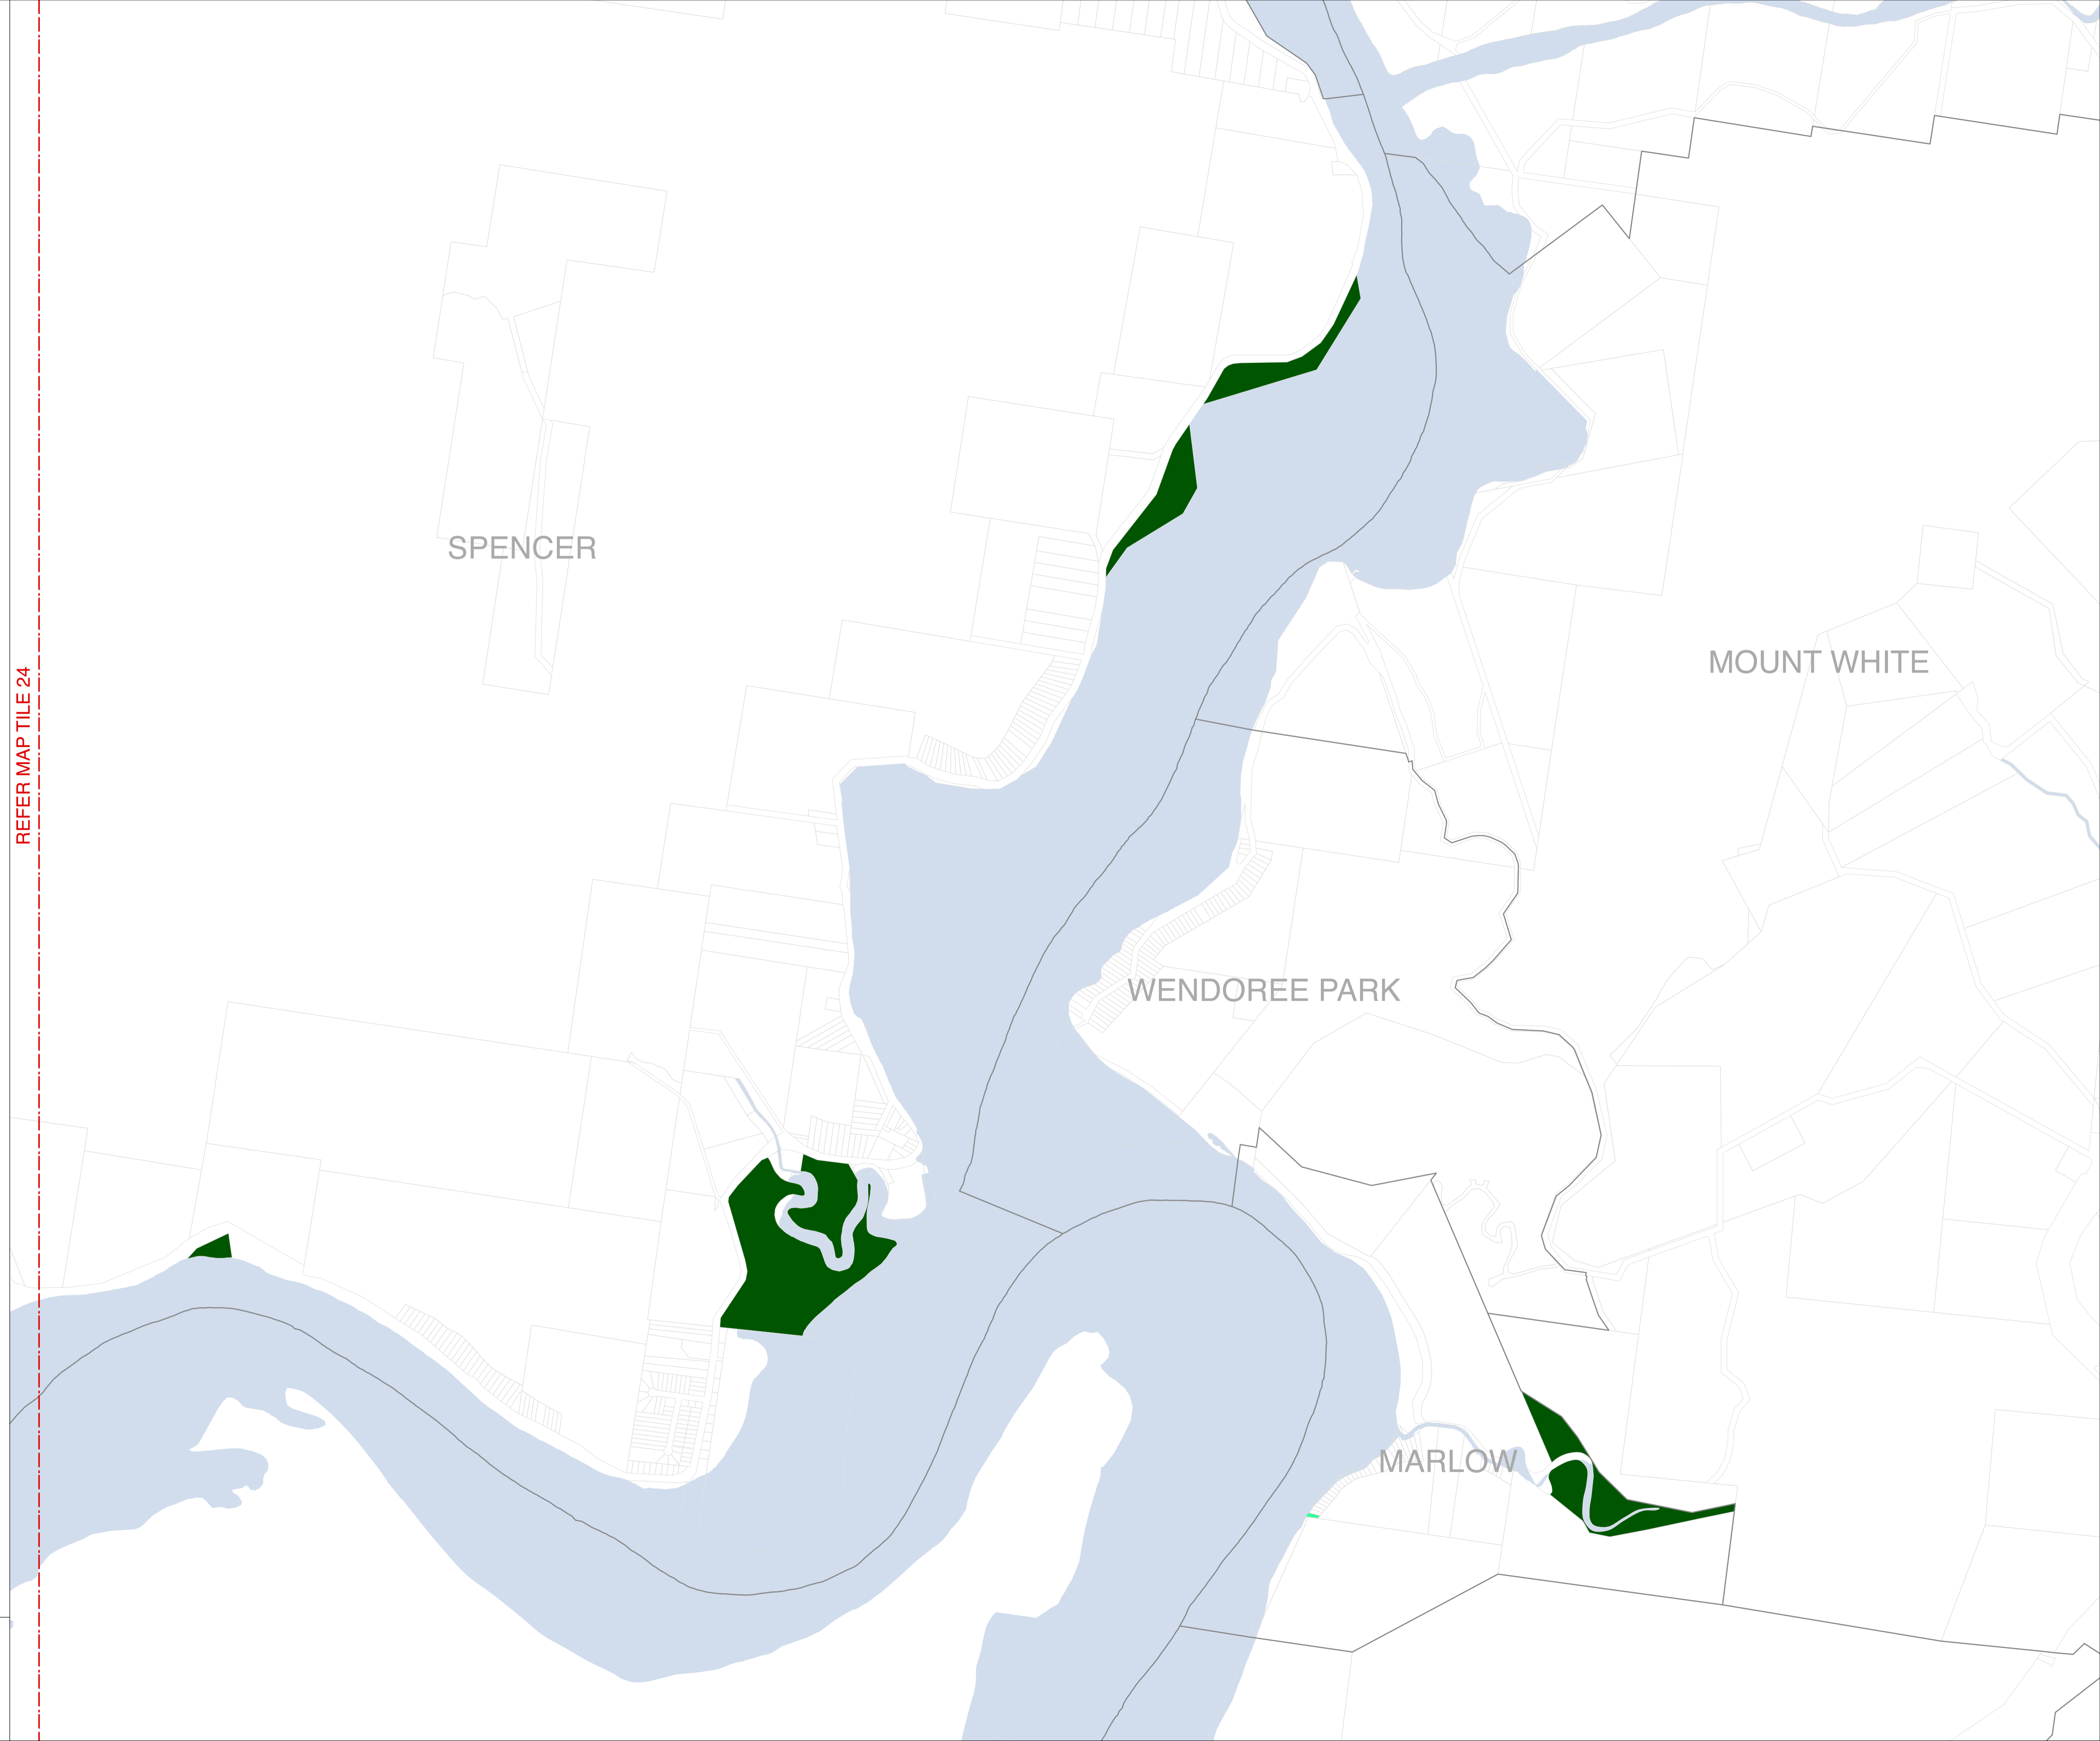 SPENCER
MOUNT WHITE
REFER MAP TILE 24
WENDOREE PARK
MARLOW